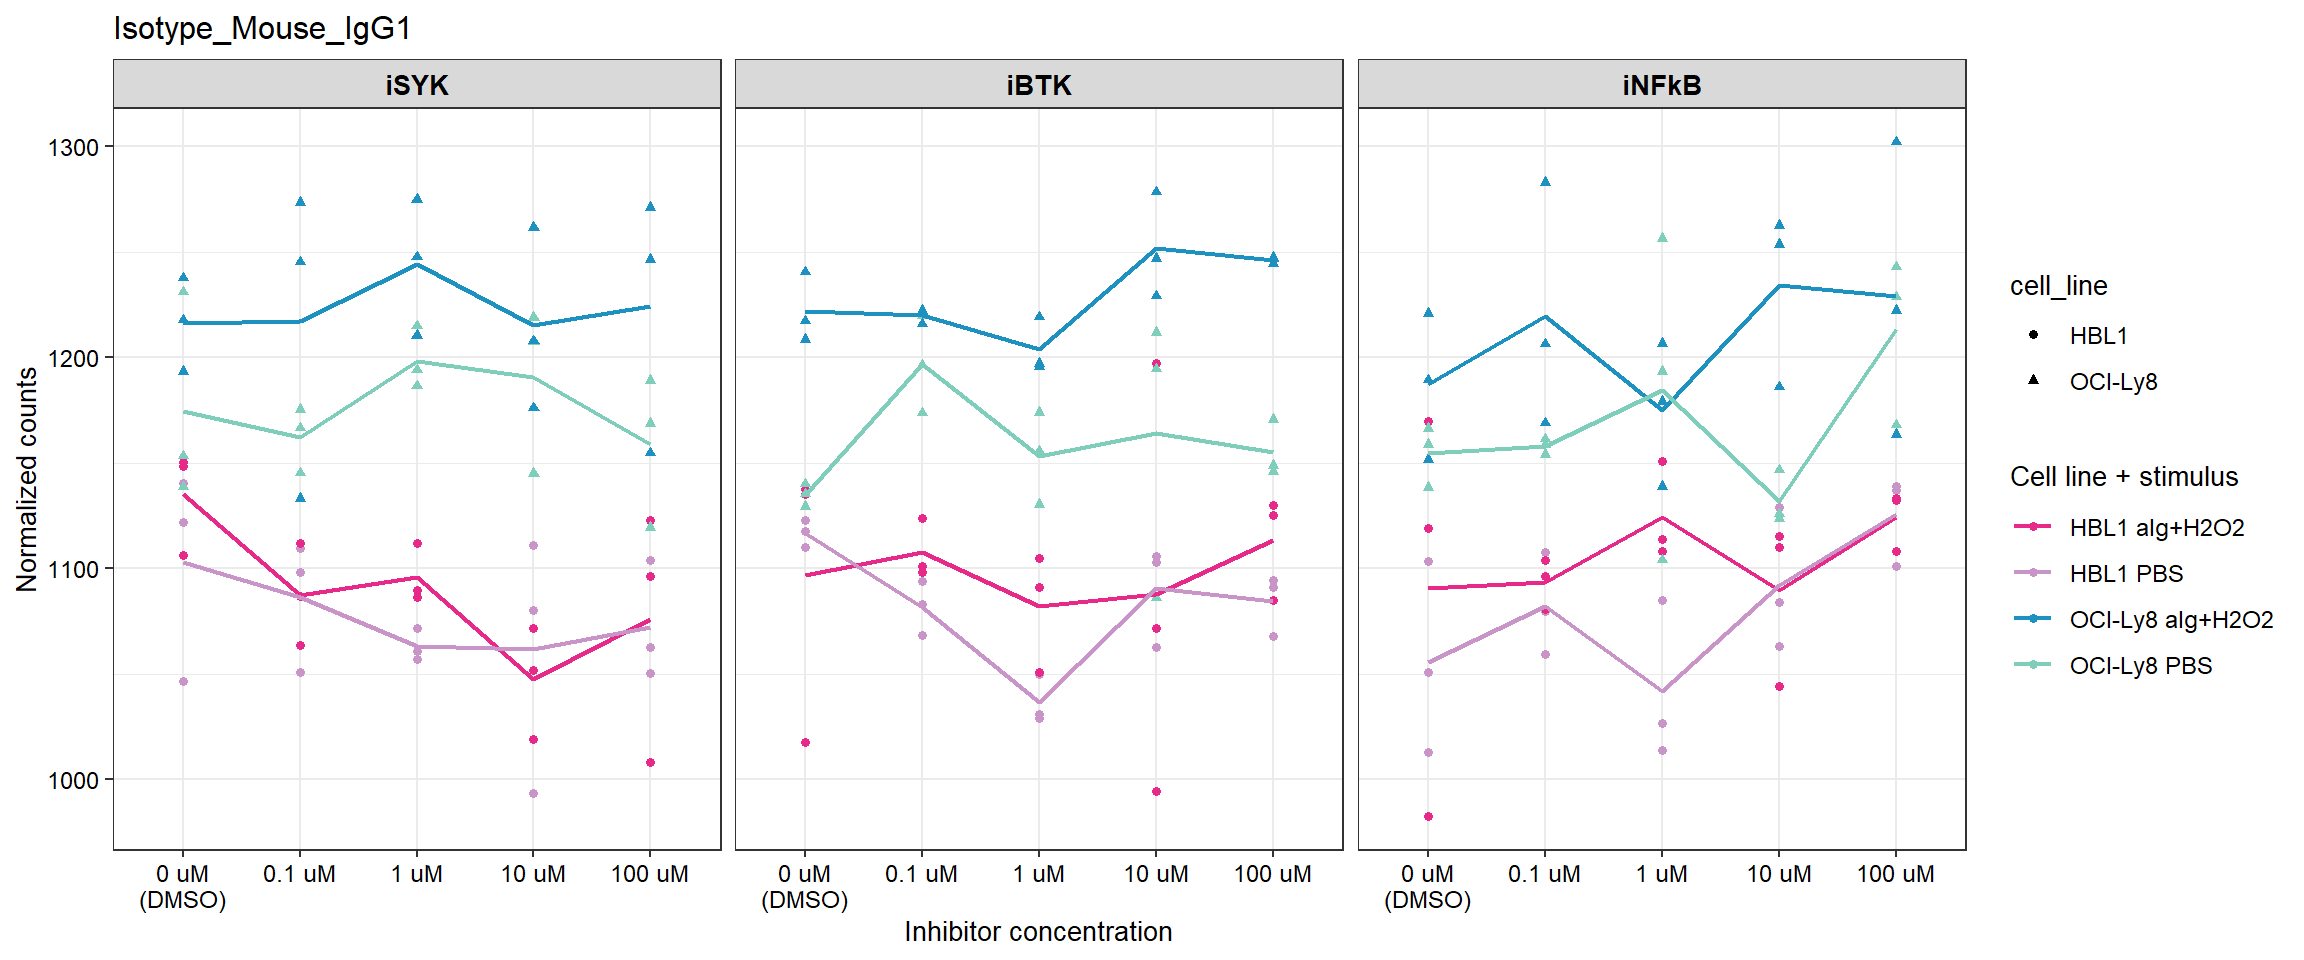 Isotype_Mouse_IgG1
iSYK
iBTK
iNFkB
1300
1200
1100
1000
Normalized counts
0 uM
(DMSO)
0.1 uM
1 uM
10 uM
100 uM
0 uM
(DMSO)
0.1 uM
1 uM
10 uM
100 uM
0 uM
(DMSO)
0.1 uM
1 uM
10 uM
100 uM
Inhibitor concentration
cell_line
HBL1
OCI-Ly8
Cell line + stimulus
HBL1 aIg+H2O2
HBL1 PBS
OCI-Ly8 aIg+H2O2
OCI-Ly8 PBS